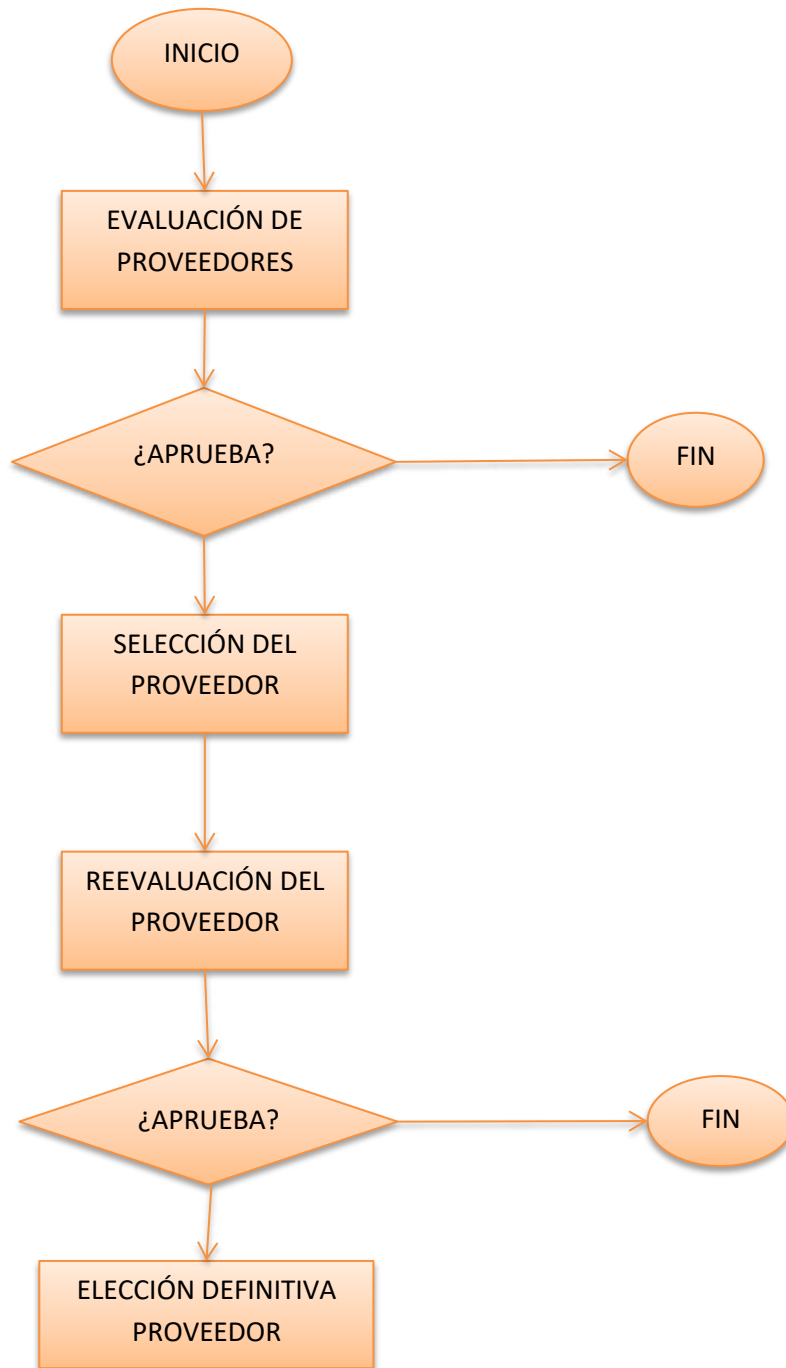 INICIO
EVALUACIÓN DE
PROVEEDORES
¿APRUEBA?
FIN
SELECCIÓN DEL
PROVEEDOR
REEVALUACIÓN DEL
PROVEEDOR
¿APRUEBA?
FIN
ELECCIÓN DEFINITIVA
PROVEEDOR